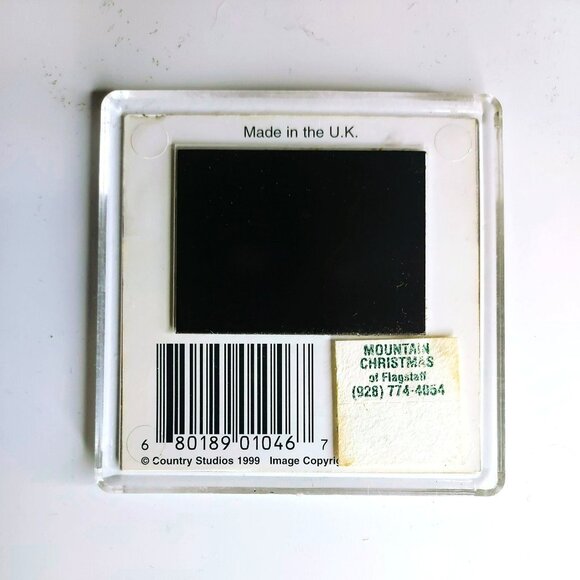 Made in the U.K.
6 80189 01046 7
© Country Studios 1999 Image Copyrig
MOUNTAIN
CHRISTMAS
of Flagstaff
(928) 774-4054